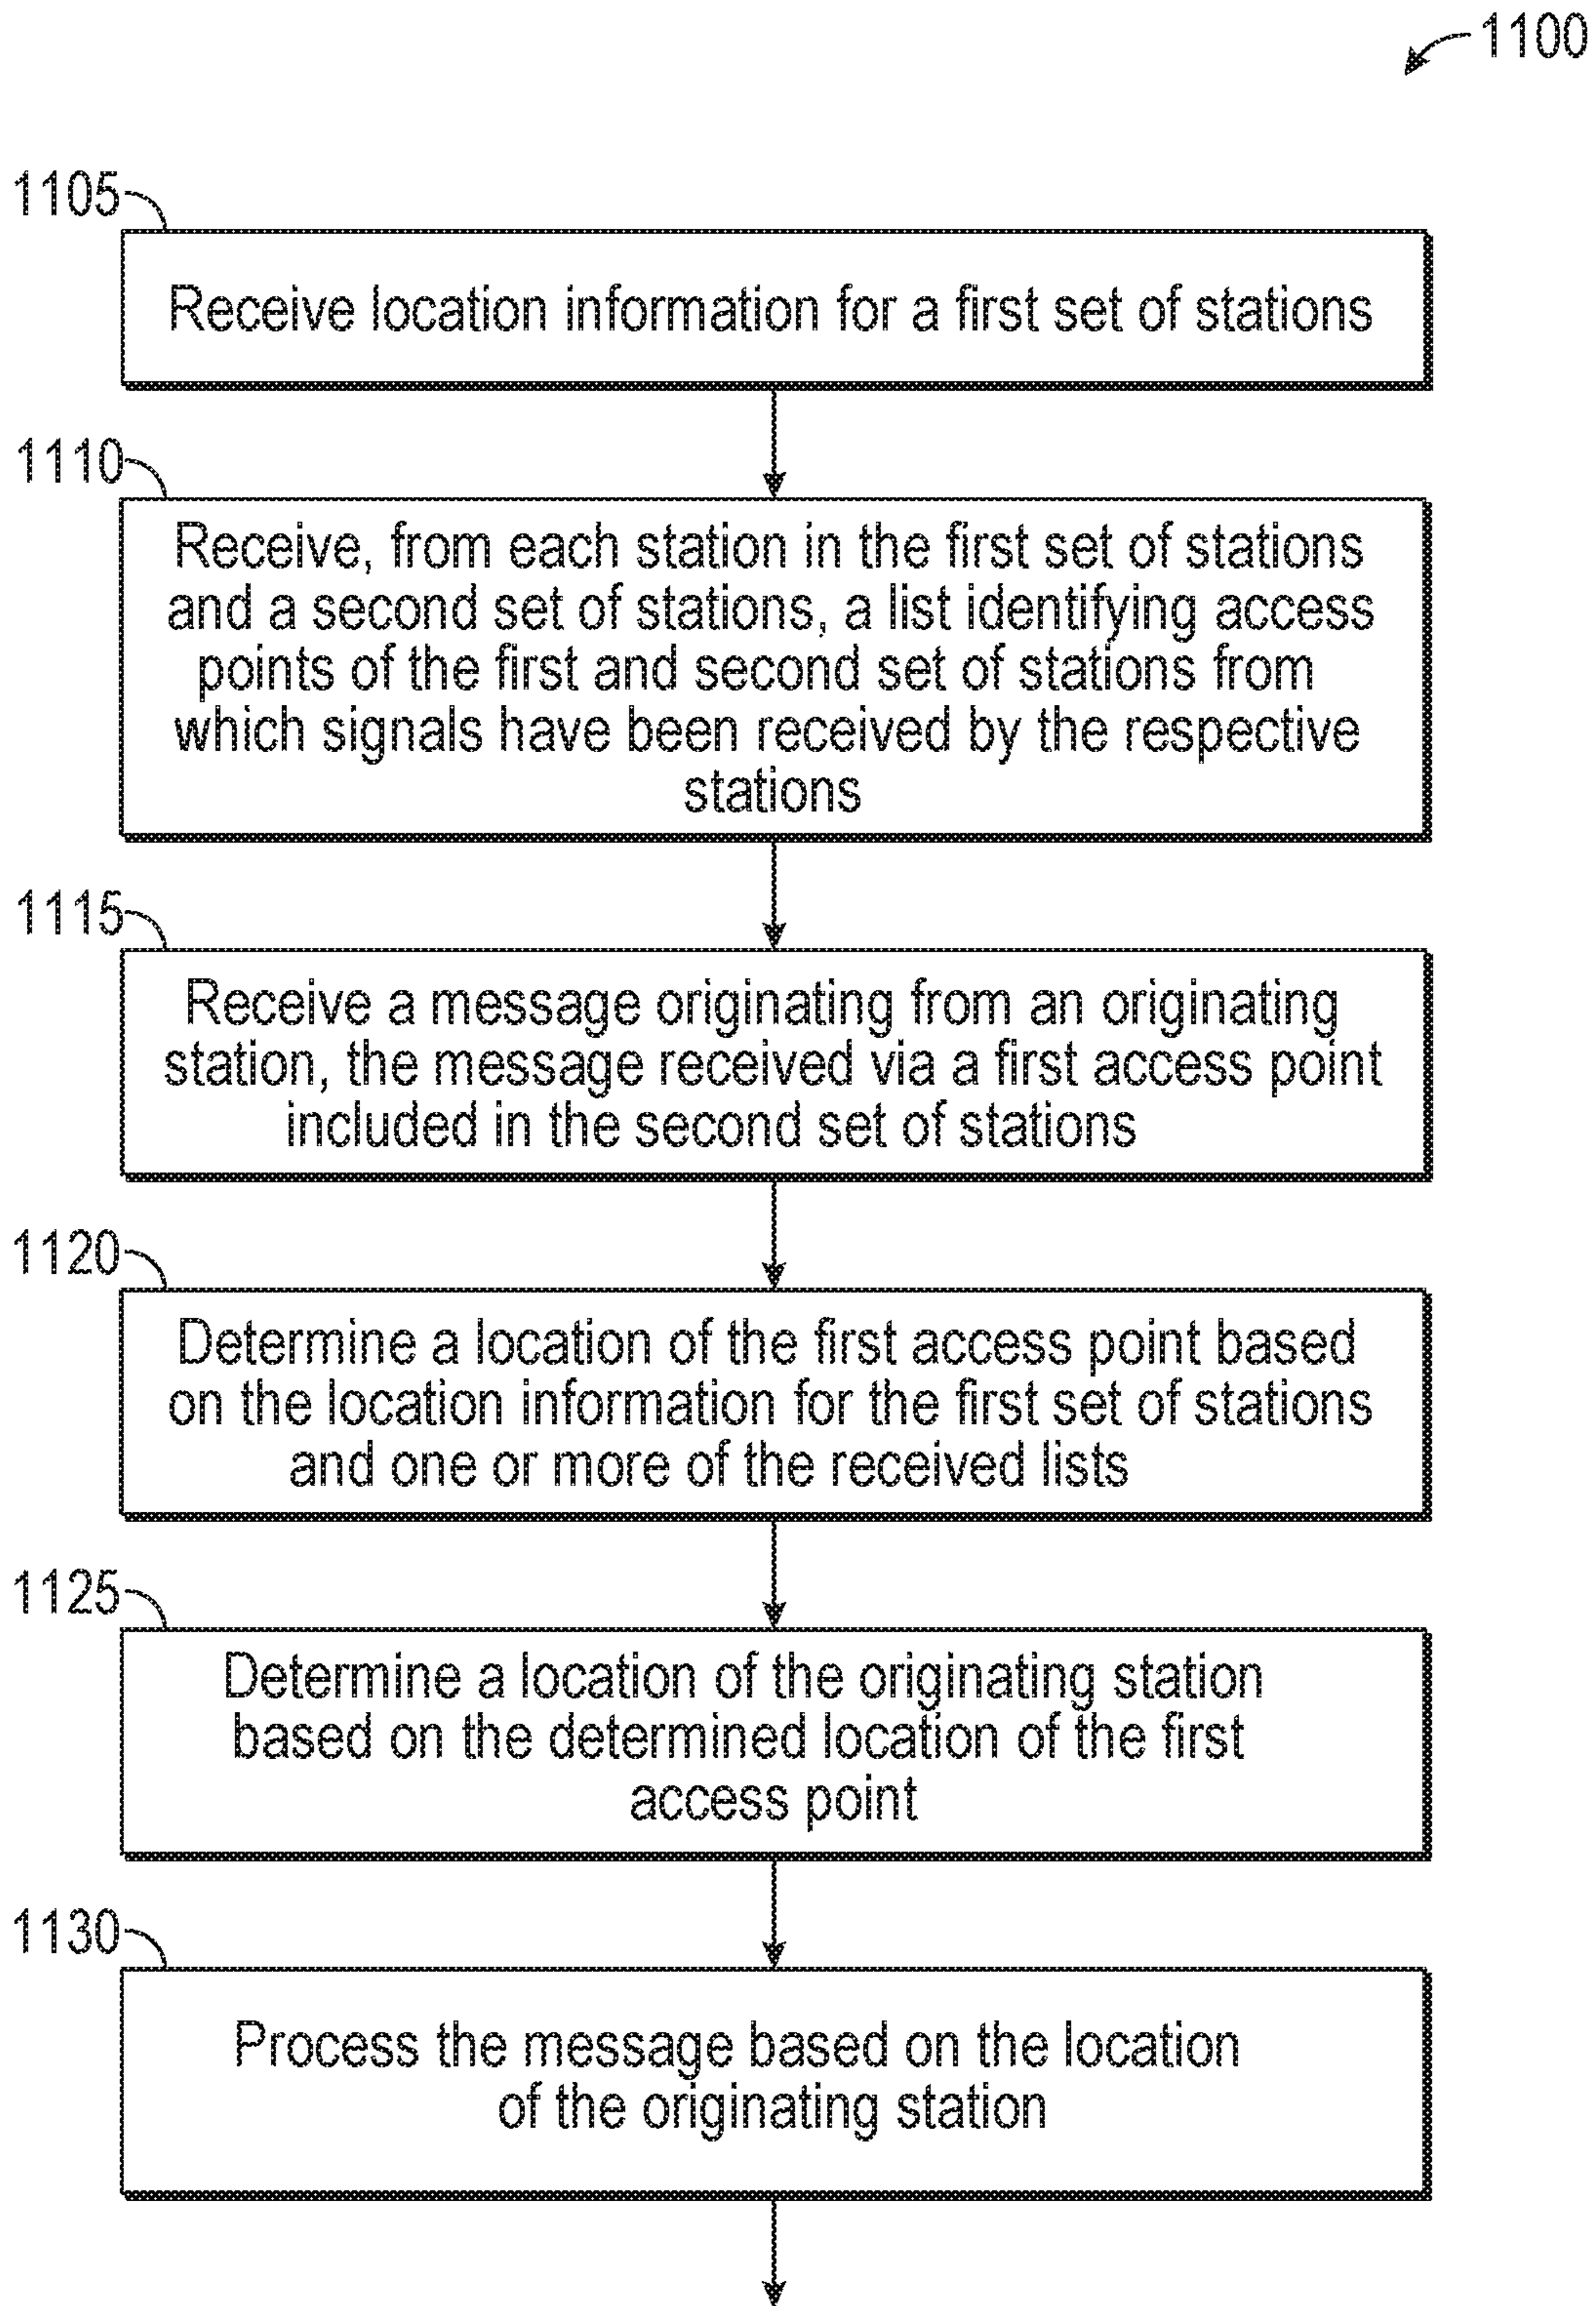 1100
1105
Receive location information for a first set of stations
1110
Receive, from each station in the first set of stations
and a second set of stations, a list identifying access
points of the first and second set of stations from
which signals have been received by the respective
stations
1115
Receive a message originating from an originating
station, the message received via a first access point
included in the second set of stations
1120
Determine a location of the first access point based
on the location information for the first set of stations
and one or more of the received lists
1125
Determine a location of the originating station
based on the determined location of the first
access point
1130
Process the message based on the location
of the originating station